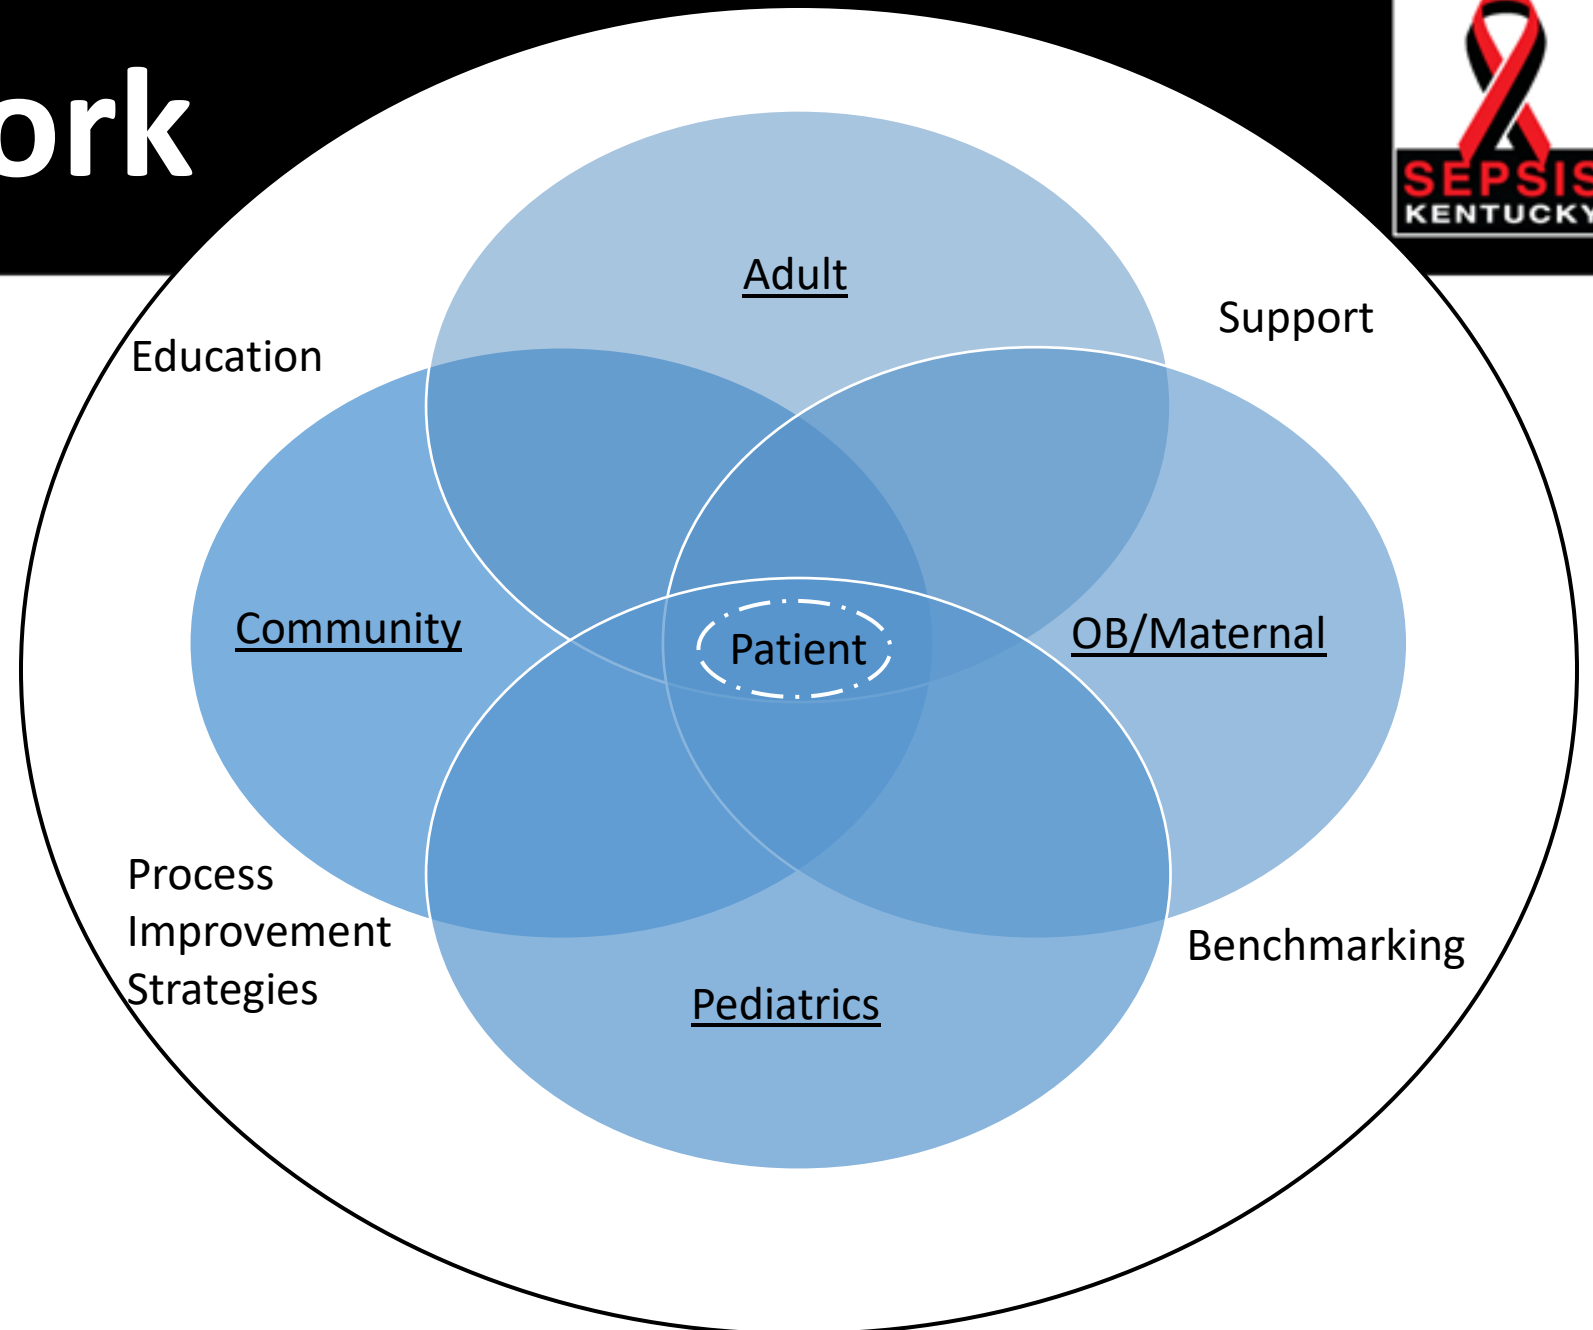 ork
SEPSIS
KENTUCKY
Adult
Support
Education
Community
Patient
OB/Maternal
Process
Improvement
Strategies
Benchmarking
Pediatrics